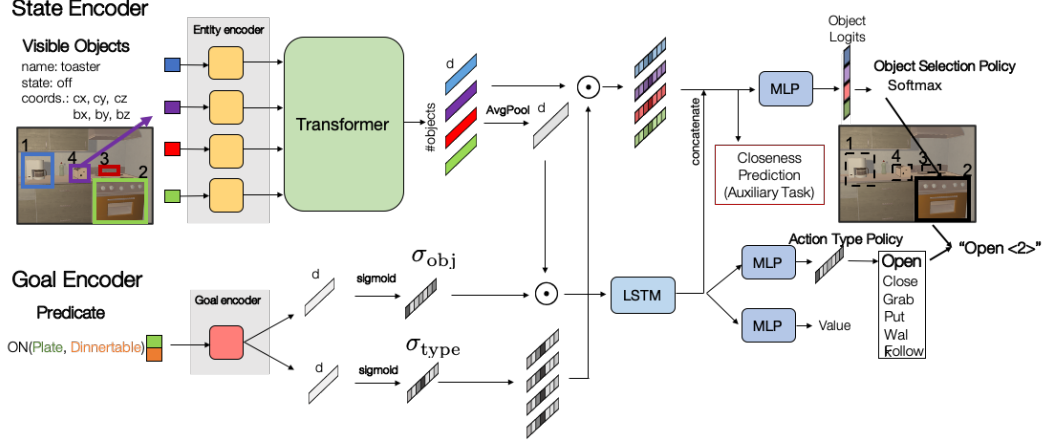 State Encoder
Visible Objects
name: toaster
state: off
coords.: cx, cy, cz
bx, by, bz
1
4
3
2
Entity encoder
Transformer
#objects
d
AvgPool
d
concatenate
MLP
Object
Logits
Object Selection Policy
Softmax
1
4
3
2
Closeness
Prediction
(Auxiliary Task)
Goal Encoder
Predicate
ON(Plate, Dinnertable)
Goal encoder
d
sigmoid
σobj
d
sigmoid
σtype
LSTM
MLP
Action Type Policy
MLP
Value
Open
Close
Grab
Put
Wal
Follow
"Open <2>"